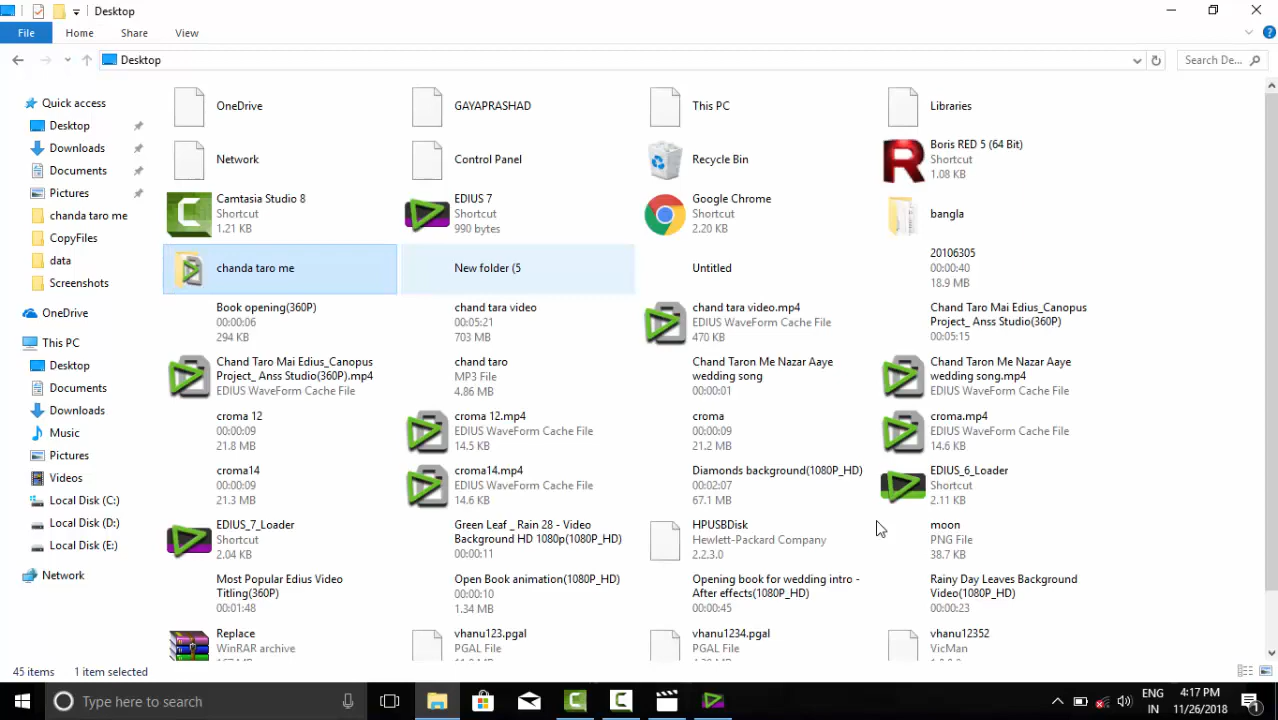 Desktop
File
Home
Share
View
Desktop
Search De...
Quick access
Desktop
Downloads
Documents
Pictures
chanda taro me
CopyFiles
data
Screenshots
OneDrive
This PC
Desktop
Documents
Downloads
Music
Pictures
Videos
Local Disk (C:)
Local Disk (D:)
Local Disk (E:)
Network
OneDrive
GAYAPRASHAD
This PC
Libraries
Network
Control Panel
Recycle Bin
Boris RED 5 (64 Bit)
Shortcut
1.08 KB
Camtasia Studio 8
Shortcut
1.21 KB
EDIUS 7
Shortcut
990 bytes
Google Chrome
Shortcut
2.20 KB
bangla
chanda taro me
New folder (5
Untitled
20106305
00:00:40
18.9 MB
Book opening(360P)
00:00:06
294 KB
chand tara video
00:05:21
703 MB
chand tara video.mp4
EDIUS WaveForm Cache File
470 KB
Chand Taro Mai Edius_Canopus
Project_ Anss Studio(360P)
00:05:15
Chand Taro Mai Edius_Canopus
Project_ Anss Studio(360P).mp4
EDIUS WaveForm Cache File
chand taro
MP3 File
4.86 MB
Chand Taron Me Nazar Aaye
wedding song
00:00:01
Chand Taron Me Nazar Aaye
wedding song.mp4
EDIUS WaveForm Cache File
croma 12
00:00:09
21.8 MB
croma 12.mp4
EDIUS WaveForm Cache File
14.5 KB
croma
00:00:09
21.2 MB
croma.mp4
EDIUS WaveForm Cache File
14.6 KB
croma14
00:00:09
21.3 MB
croma14.mp4
EDIUS WaveForm Cache File
14.6 KB
Diamonds background(1080P_HD)
00:02:07
67.1 MB
EDIUS_6_Loader
Shortcut
2.11 KB
EDIUS_7_Loader
Shortcut
2.04 KB
Green Leaf _ Rain 28 - Video
Background HD 1080p(1080P_HD)
00:00:11
HPUSBDisk
Hewlett-Packard Company
2.2.3.0
moon
PNG File
38.7 KB
Most Popular Edius Video
Titling(360P)
00:01:48
Open Book animation(1080P_HD)
00:00:10
1.34 MB
Opening book for wedding intro -
After effects(1080P_HD)
00:00:45
Rainy Day Leaves Background
Video(1080P_HD)
00:00:23
Replace
WinRAR archive
vhanu123.pgal
PGAL File
vhanu1234.pgal
PGAL File
vhanu12352
VicMan
45 items
1 item selected
Type here to search
ENG
IN
4:17 PM
11/26/2018
1